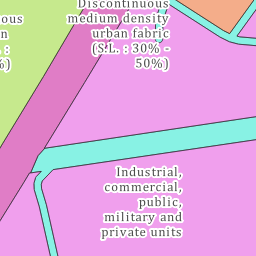 Discontinuous
medium density
urban fabric
(S.L. : 30% -
50%)
Industrial,
commercial,
public,
military and
private units